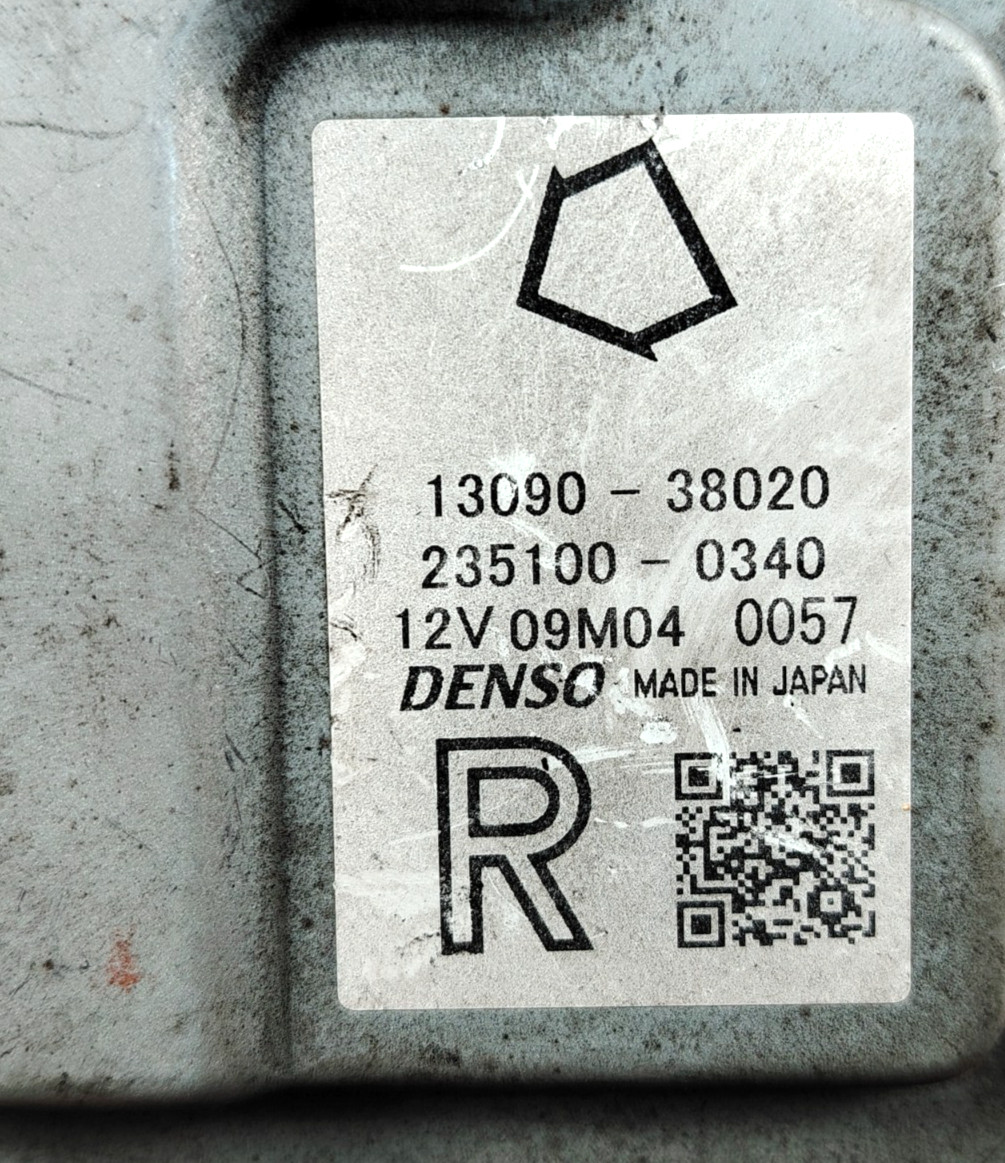 13090 - 38020
235100 - 0340
12V 09M04 0057
DENSO MADE IN JAPAN
R